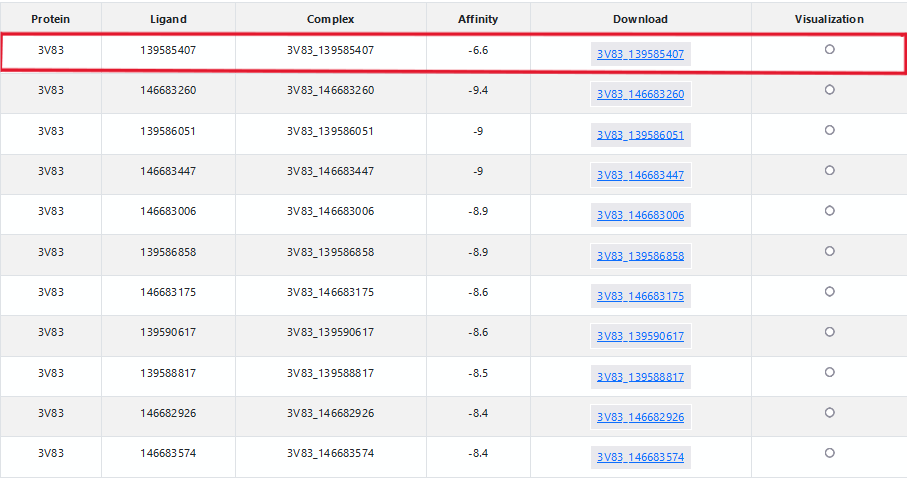 Protein Ligand Complex Affinity Download Visualization
3V83 139585407 3V83_139585407 -6.6 3V83_139585407
3V83 146683260 3V83_146683260 -9.4 3V83_146683260
3V83 139586051 3V83_139586051 -9 3V83_139586051
3V83 146683447 3V83_146683447 -9 3V83_146683447
3V83 146683006 3V83_146683006 -8.9 3V83_146683006
3V83 139586858 3V83_139586858 -8.9 3V83_139586858
3V83 146683175 3V83_146683175 -8.6 3V83_146683175
3V83 139590617 3V83_139590617 -8.6 3V83_139590617
3V83 139588817 3V83_139588817 -8.5 3V83_139588817
3V83 146682926 3V83_146682926 -8.4 3V83_146682926
3V83 146683574 3V83_146683574 -8.4 3V83_146683574